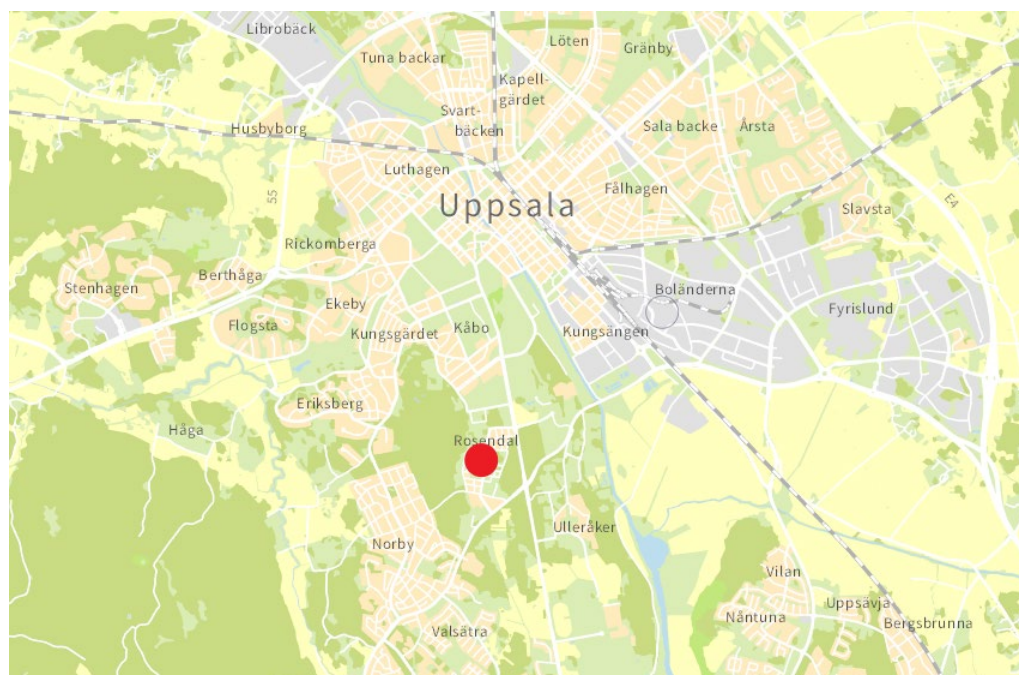 Librobäck
Löten
Gränby
Tuna backar
Kapell-
gärdet
Svart-
bäcken
Husbyborg
Sala backe
Årsta
Luthagen
Fålhagen
55
E4
Uppsala
Slavsta
Rickomberga
Berthåga
Stenhagen
Boländerna
Ekeby
Fyrislund
Flogsta
Kungsgärdet
Kåbo
Kungsängen
Eriksberg
Håga
Rosendal
Ulleråker
Norby
Vilan
Uppsävja
Nåntuna
Bergsbrunna
Valsätra